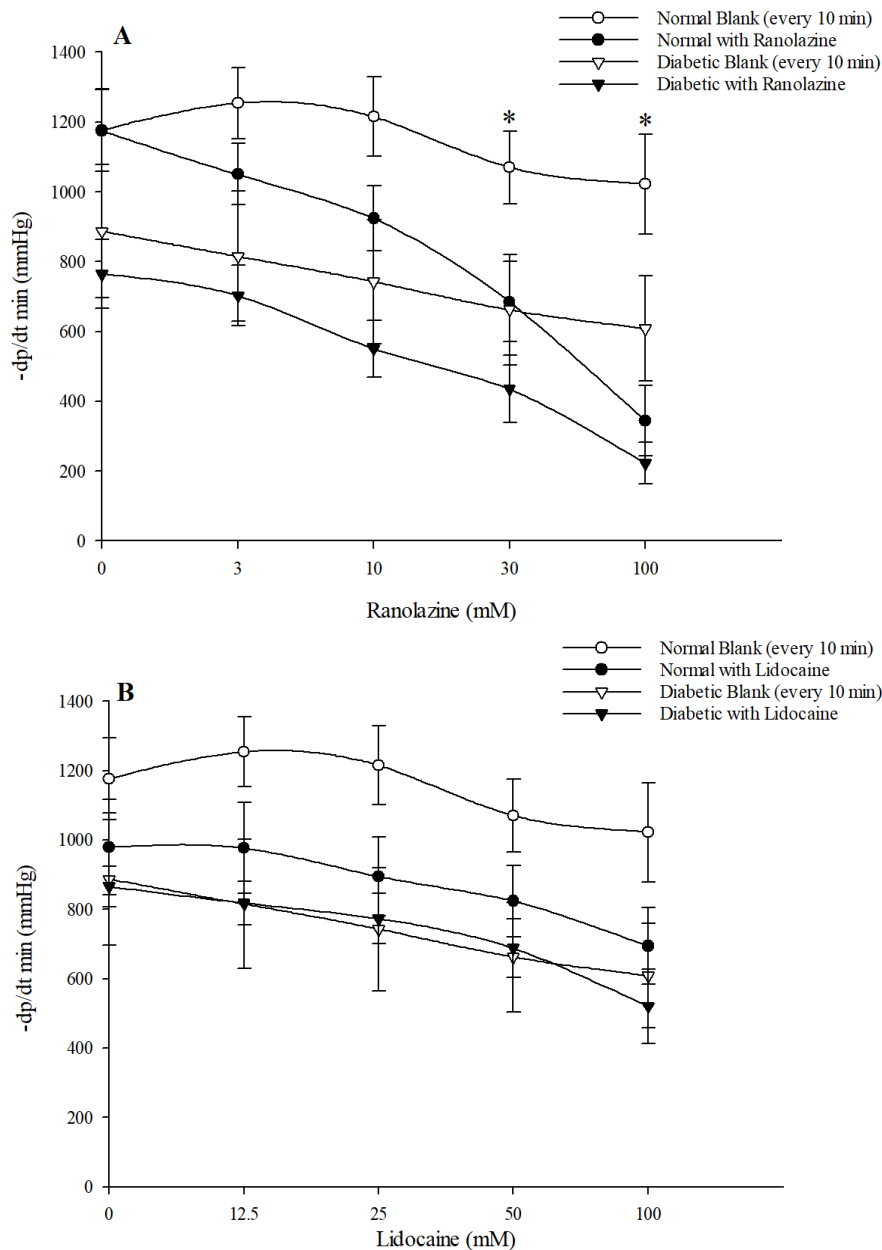 A
Normal Blank (every 10 min)
Normal with Ranolazine
Diabetic Blank (every 10 min)
Diabetic with Ranolazine
1400
1200
1000
800
600
400
200
0
-dp/dt min (mmHg)
*
*
0 3 10 30 100
Ranolazine (mM)
B
Normal Blank (every 10 min)
Normal with Lidocaine
Diabetic Blank (every 10 min)
Diabetic with Lidocaine
1400
1200
1000
800
600
400
200
0
-dp/dt min (mmHg)
0 12.5 25 50 100
Lidocaine (mM)